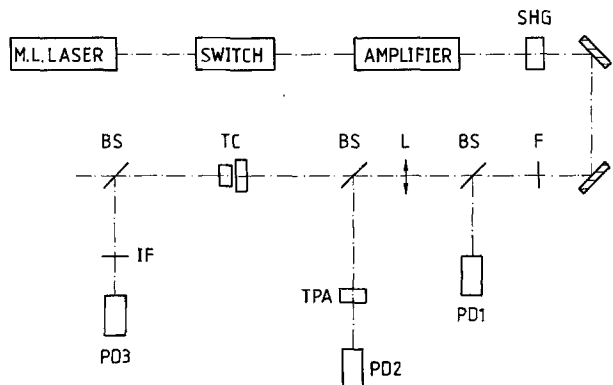 SHG
M.L.LASER SWITCH AMPLIFIER
BS TC BS L BS F
IF
TPA
PD1
PD3
PD2